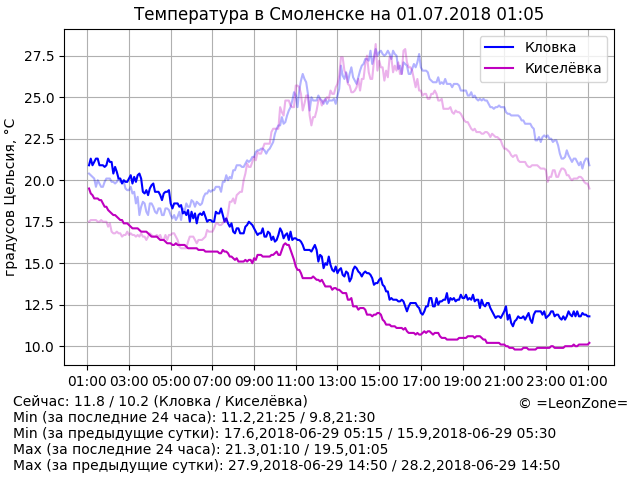 Температура в Смоленске на 01.07.2018 01:05
Кловка
Киселёвка
градусов Цельсия, °C
27.5
25.0
22.5
20.0
17.5
15.0
12.5
10.0
01:00 03:00 05:00 07:00 09:00 11:00 13:00 15:00 17:00 19:00 21:00 23:00 01:00
Сейчас: 11.8 / 10.2 (Кловка / Киселёвка)
© =LeonZone=
Min (за последние 24 часа): 11.2,21:25 / 9.8,21:30
Min (за предыдущие сутки): 17.6,2018-06-29 05:15 / 15.9,2018-06-29 05:30
Max (за последние 24 часа): 21.3,01:10 / 19.5,01:05
Max (за предыдущие сутки): 27.9,2018-06-29 14:50 / 28.2,2018-06-29 14:50